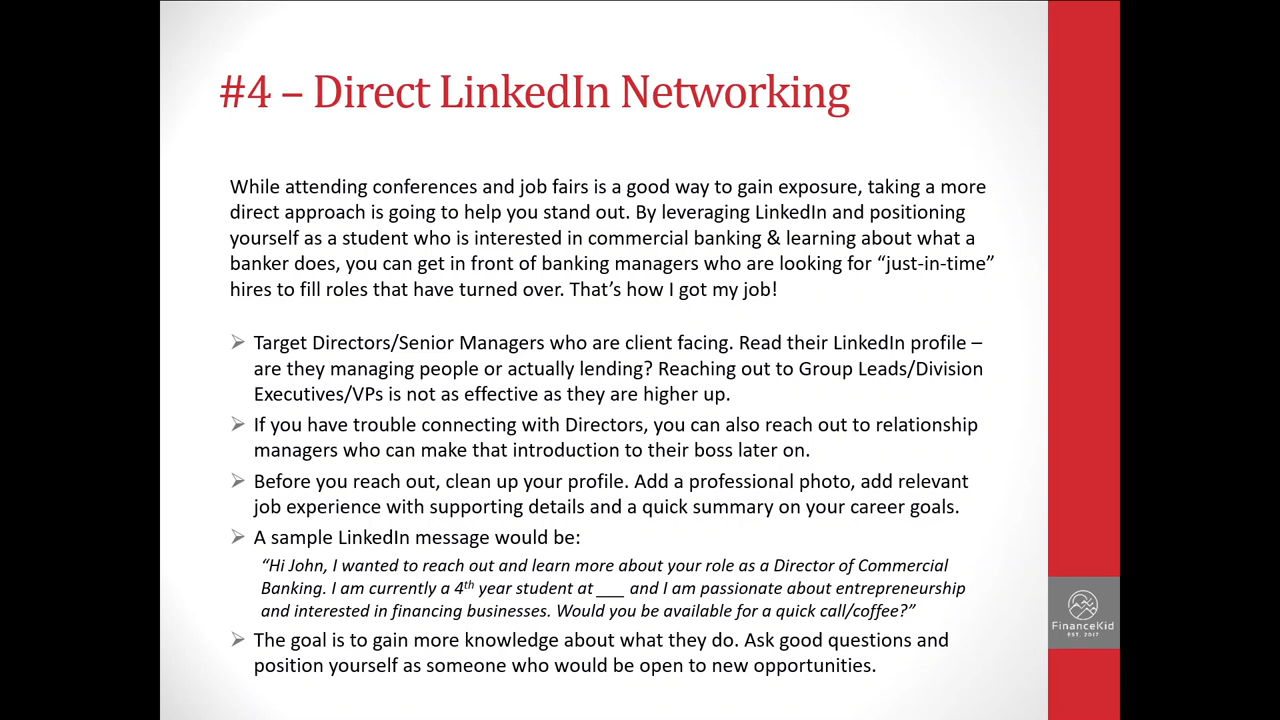 #4 – Direct LinkedIn Networking
While attending conferences and job fairs is a good way to gain exposure, taking a more
direct approach is going to help you stand out. By leveraging LinkedIn and positioning
yourself as a student who is interested in commercial banking & learning about what a
banker does, you can get in front of banking managers who are looking for “just-in-time”
hires to fill roles that have turned over. That’s how I got my job!
➢ Target Directors/Senior Managers who are client facing. Read their LinkedIn profile –
are they managing people or actually lending? Reaching out to Group Leads/Division
Executives/VPs is not as effective as they are higher up.
➢ If you have trouble connecting with Directors, you can also reach out to relationship
managers who can make that introduction to their boss later on.
➢ Before you reach out, clean up your profile. Add a professional photo, add relevant
job experience with supporting details and a quick summary on your career goals.
➢ A sample LinkedIn message would be:
“Hi John, I wanted to reach out and learn more about your role as a Director of Commercial
Banking. I am currently a 4th year student at ___ and I am passionate about entrepreneurship
and interested in financing businesses. Would you be available for a quick call/coffee?”
➢ The goal is to gain more knowledge about what they do. Ask good questions and
position yourself as someone who would be open to new opportunities.
FinanceKid
EST. 2017